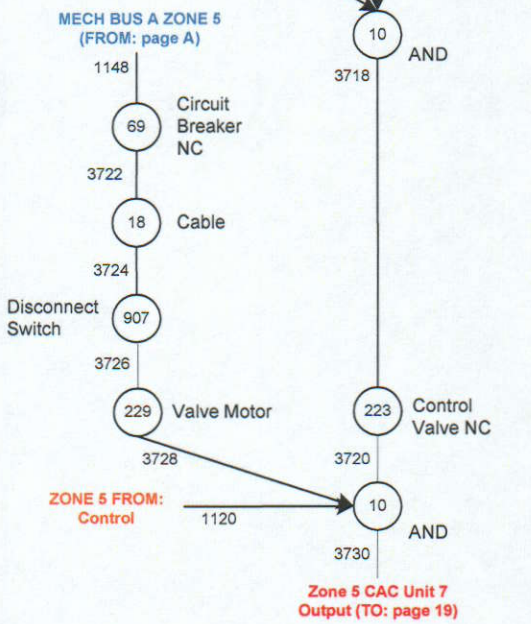 MECH BUS A ZONE 5
(FROM: page A)
1148
10
AND
3718
69
Circuit
Breaker
NC
3722
18
Cable
3724
Disconnect
Switch
907
3726
229
Valve Motor
223
Control
Valve NC
3728
3720
ZONE 5 FROM:
Control
1120
10
AND
3730
Zone 5 CAC Unit 7
Output (TO: page 19)